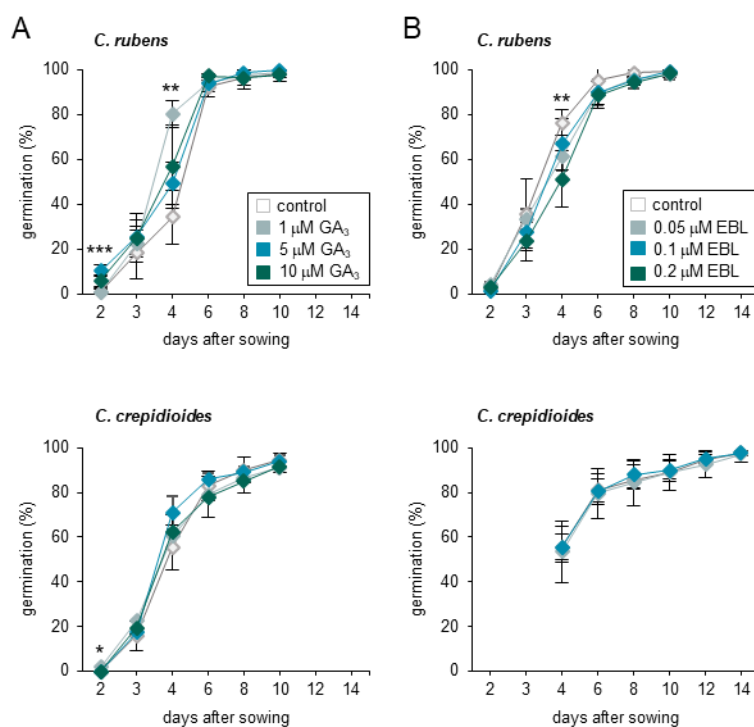 A
C. rubens
100
80
60
40
20
0
germination (%)
***
**
control
1 µM GA₃
5 µM GA₃
10 µM GA₃
2 3 4 6 8 10 12 14
days after sowing
B
C. rubens
100
80
60
40
20
0
germination (%)
**
control
0.05 µM EBL
0.1 µM EBL
0.2 µM EBL
2 3 4 6 8 10 12 14
days after sowing
C. crepidioides
100
80
60
40
20
0
germination (%)
*
2 3 4 6 8 10 12 14
days after sowing
C. crepidioides
100
80
60
40
20
0
germination (%)
2 3 4 6 8 10 12 14
days after sowing